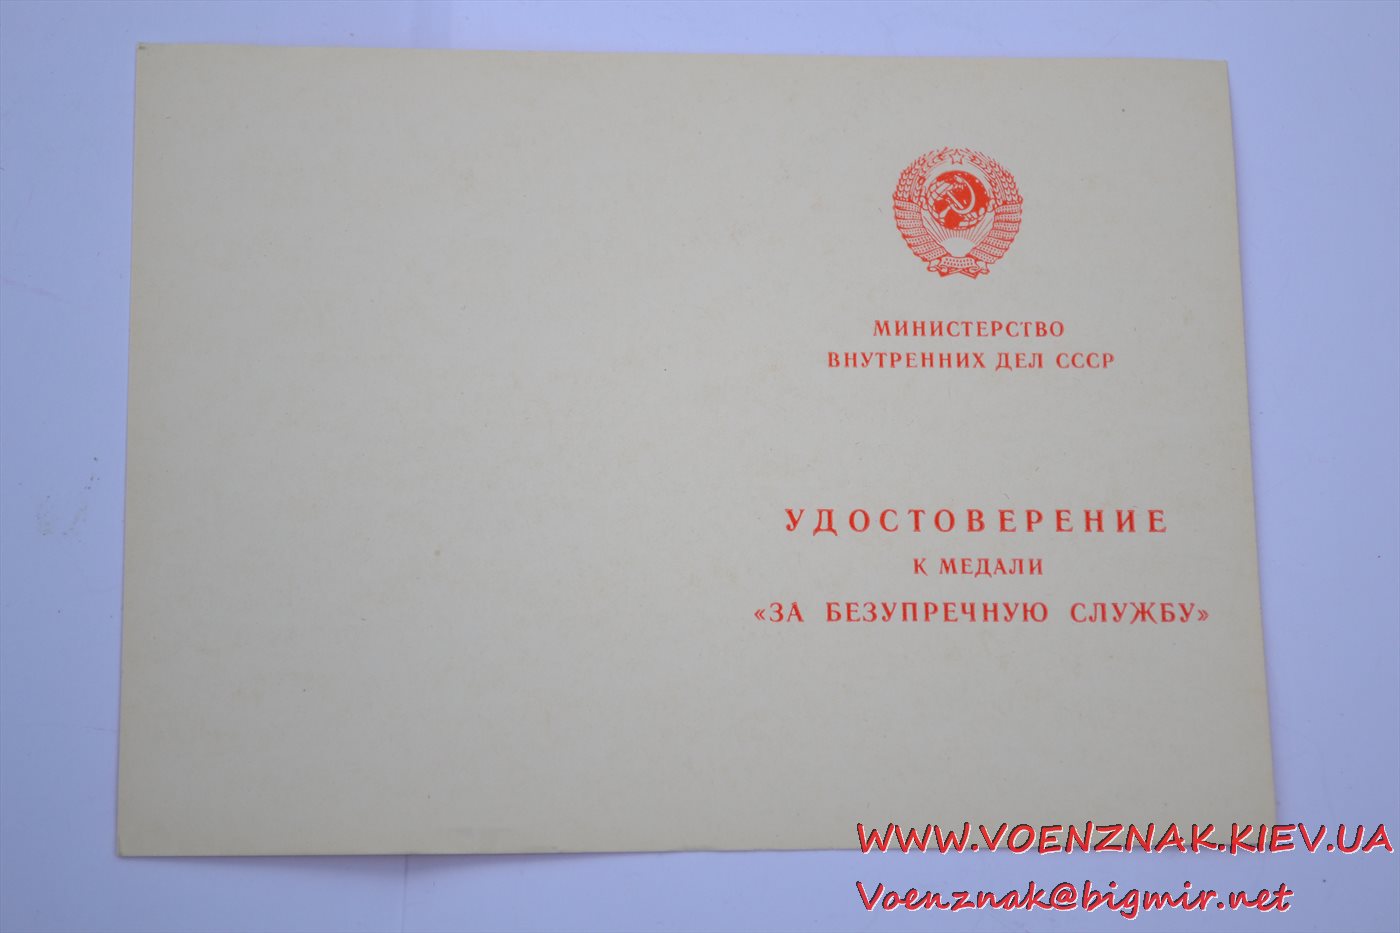 МИНИСТЕРСТВО
ВНУТРЕННИХ ДЕЛ СССР
УДОСТОВЕРЕНИЕ
К МЕДАЛИ
«ЗА БЕЗУПРЕЧНУЮ СЛУЖБУ»
WWW.VOENZNAK.KIEV.UA
Voenznak@bigmir.net